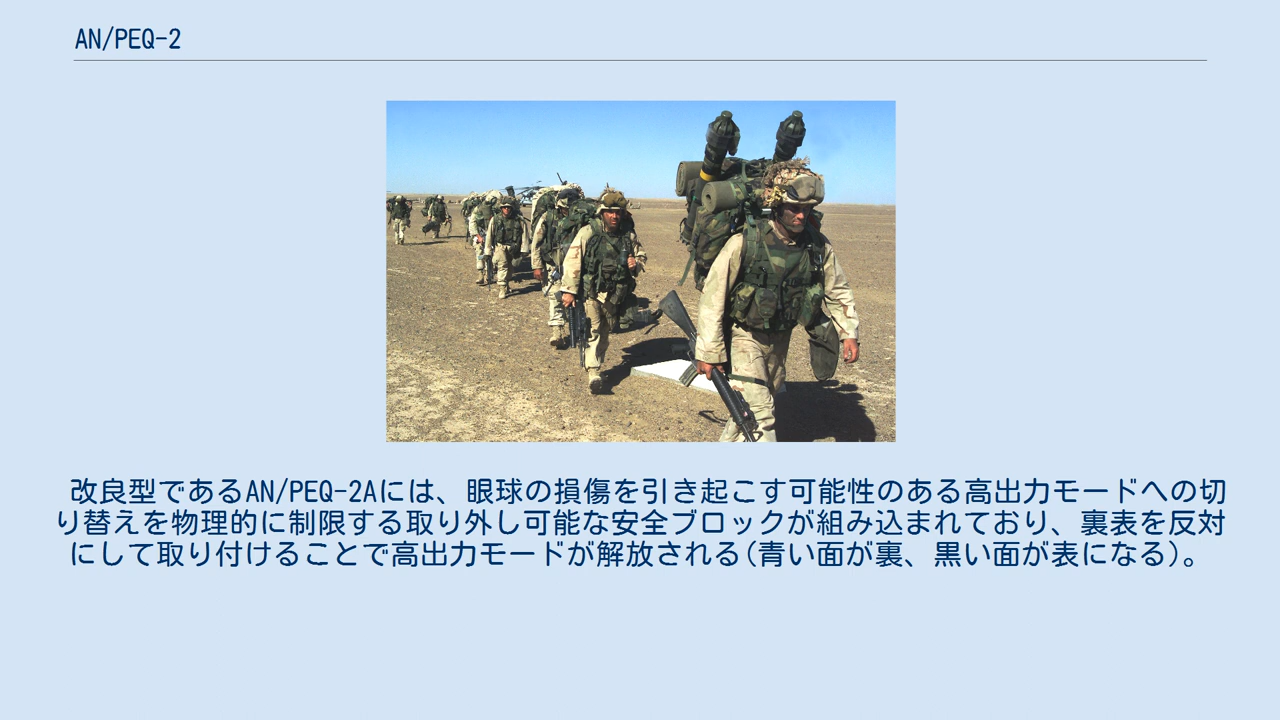 AN/PEQ-2
改良型であるAN/PEQ-2Aには、眼球の損傷を引き起こす可能性のある高出力モードへの切
り替えを物理的に制限する取り外し可能な安全ブロックが組み込まれており、裏表を反対
にして取り付けることで高出力モードが解放される(青い面が裏、黒い面が表になる)。